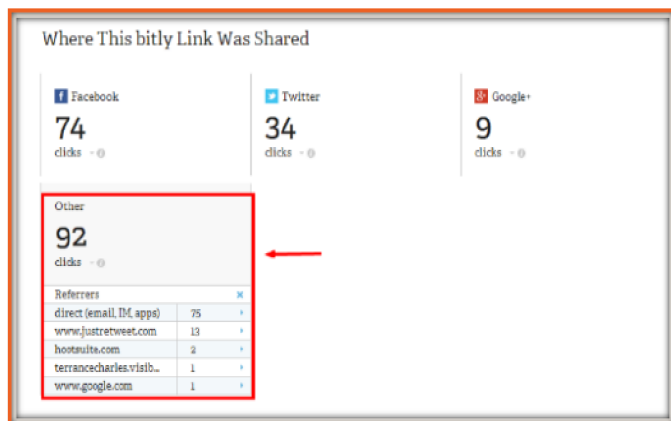 Where This bitly Link Was Shared
Facebook
74
clicks
Twitter
34
clicks
Google+
9
clicks
Other
92
clicks
Referrers
direct (email, IM, apps) 75
www.justretweet.com 13
hootsuite.com 2
terrancecharles.visib... 1
www.google.com 1